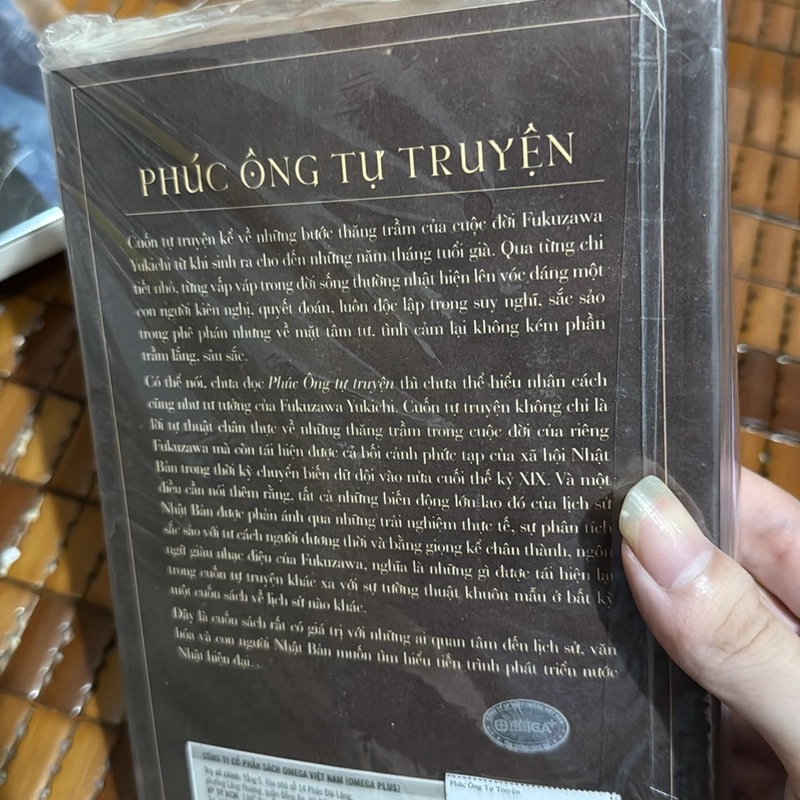 PHÚC ÔNG TỰ TRUYỆN
Cuốn tự truyện kể về những bước thăng trầm của cuộc đời Fukuzawa
Yukichi từ khi sinh ra cho đến những năm tháng tuổi già. Qua từng chi
tiết nhỏ, từng vấp váp trong đời sống thường nhật hiện lên vóc dáng một
con người kiên nghị, quyết đoán, luôn độc lập trong suy nghĩ, sắc sảo
trong phê phán nhưng về mặt tâm tư, tình cảm lại không kém phần
trầm lắng, sâu sắc.
Có thể nói, chưa đọc Phúc Ông tự truyện thì chưa thể hiểu nhân cách
cũng như tư tưởng của Fukuzawa Yukichi. Cuốn tự truyện không chỉ là
lời tự thuật chân thực về những thăng trầm trong cuộc đời của riêng
Fukuzawa mà còn tái hiện được cả bối cảnh phức tạp của xã hội Nhật
Bản trong thời kỳ chuyển biến dữ dội vào nửa cuối thế kỷ XIX. Và một
điều cần nói thêm rằng, tất cả những biến động lớn lao đó của lịch sử
Nhật Bản được phản ánh qua những trải nghiệm thực tế, sự phân tích
sắc sảo với tư cách người đương thời và bằng giọng kể chân thành, ngôn
ngữ giàu nhạc điệu của Fukuzawa, nghĩa là những gì được tái hiện lại
trong cuốn tự truyện khác xa với sự tường thuật khuôn mẫu ở bất kỳ
một cuốn sách về lịch sử nào khác.
Đây là cuốn sách rất có giá trị với những ai quan tâm đến lịch sử, văn
hóa và con người Nhật Bản muốn tìm hiểu tiến trình phát triển nước
Nhật hiện đại...
OMEGA
CÔNG TY CỔ PHẦN SÁCH OMEGA VIỆT NAM (OMEGA PLUS)
Trụ sở chính: Tầng 5, Tòa nhà số 14 Pháo Đài Láng,
Phúc Ông Tự Truyện